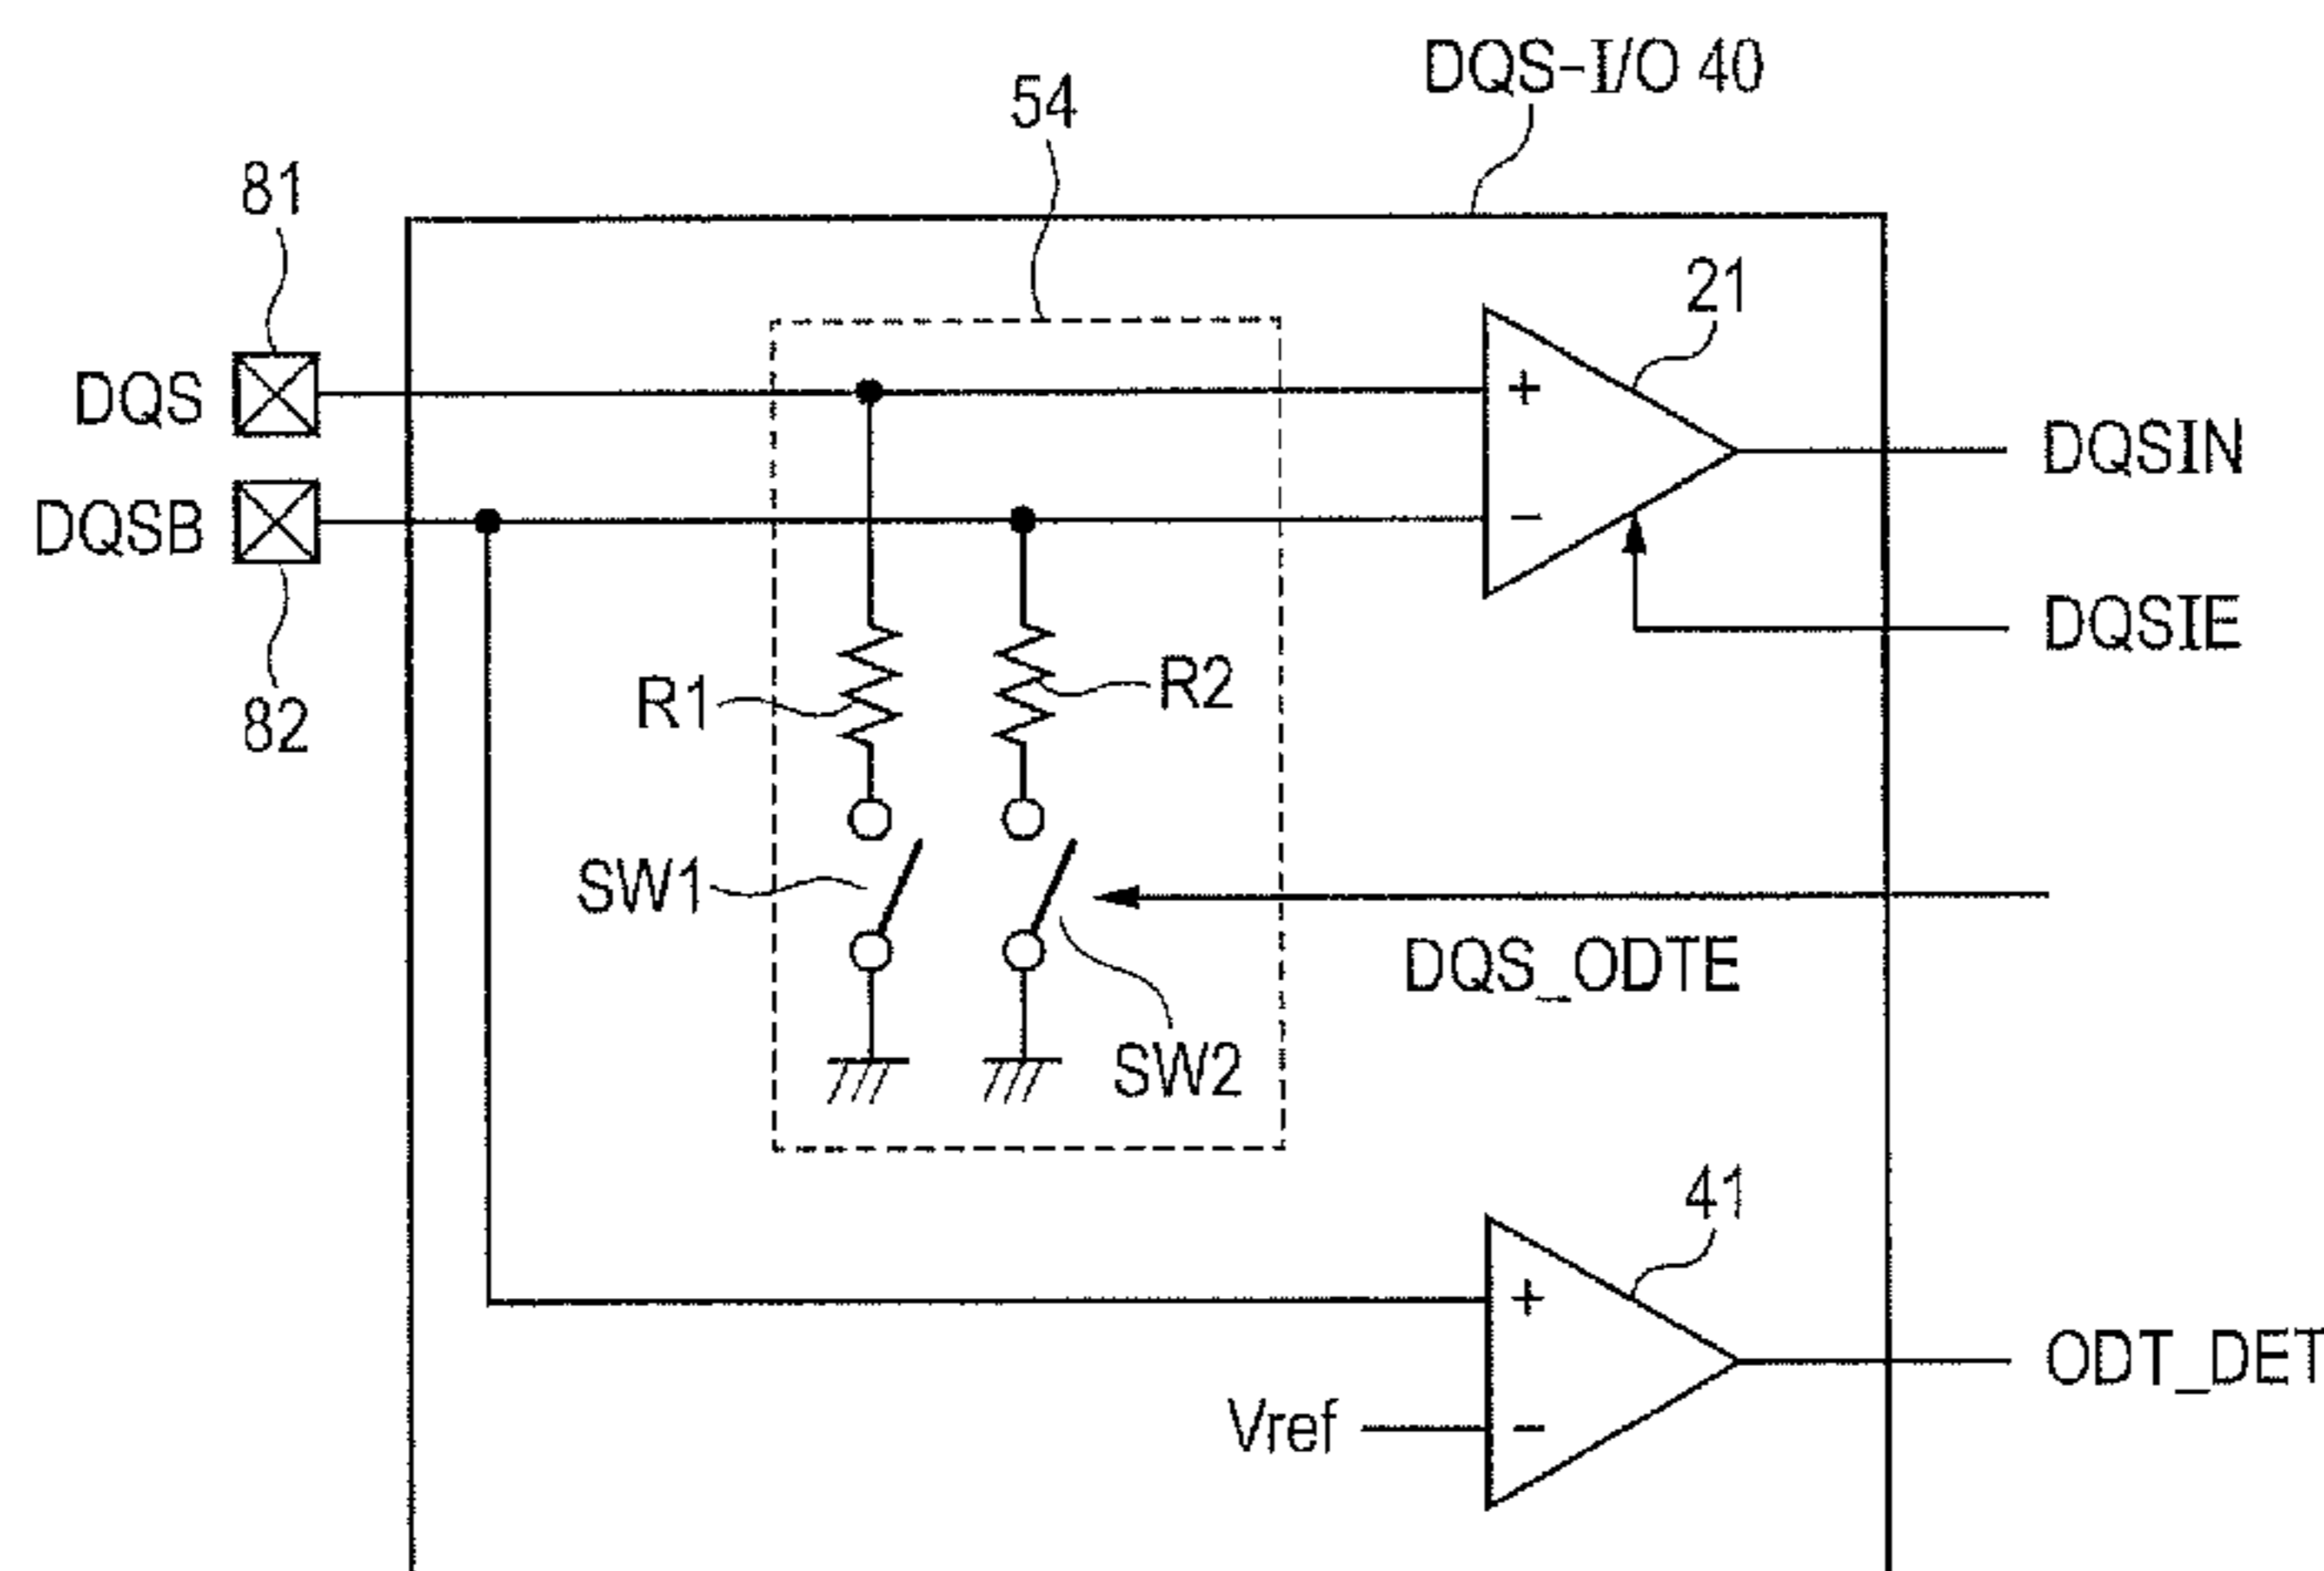 DQS-I/O 40
54
81
21
DQS
DQSIN
DQSB
DQSIE
R1
R2
82
SW1
DQS_ODTE
SW2
41
ODT_DET
Vref
+
-
+
-